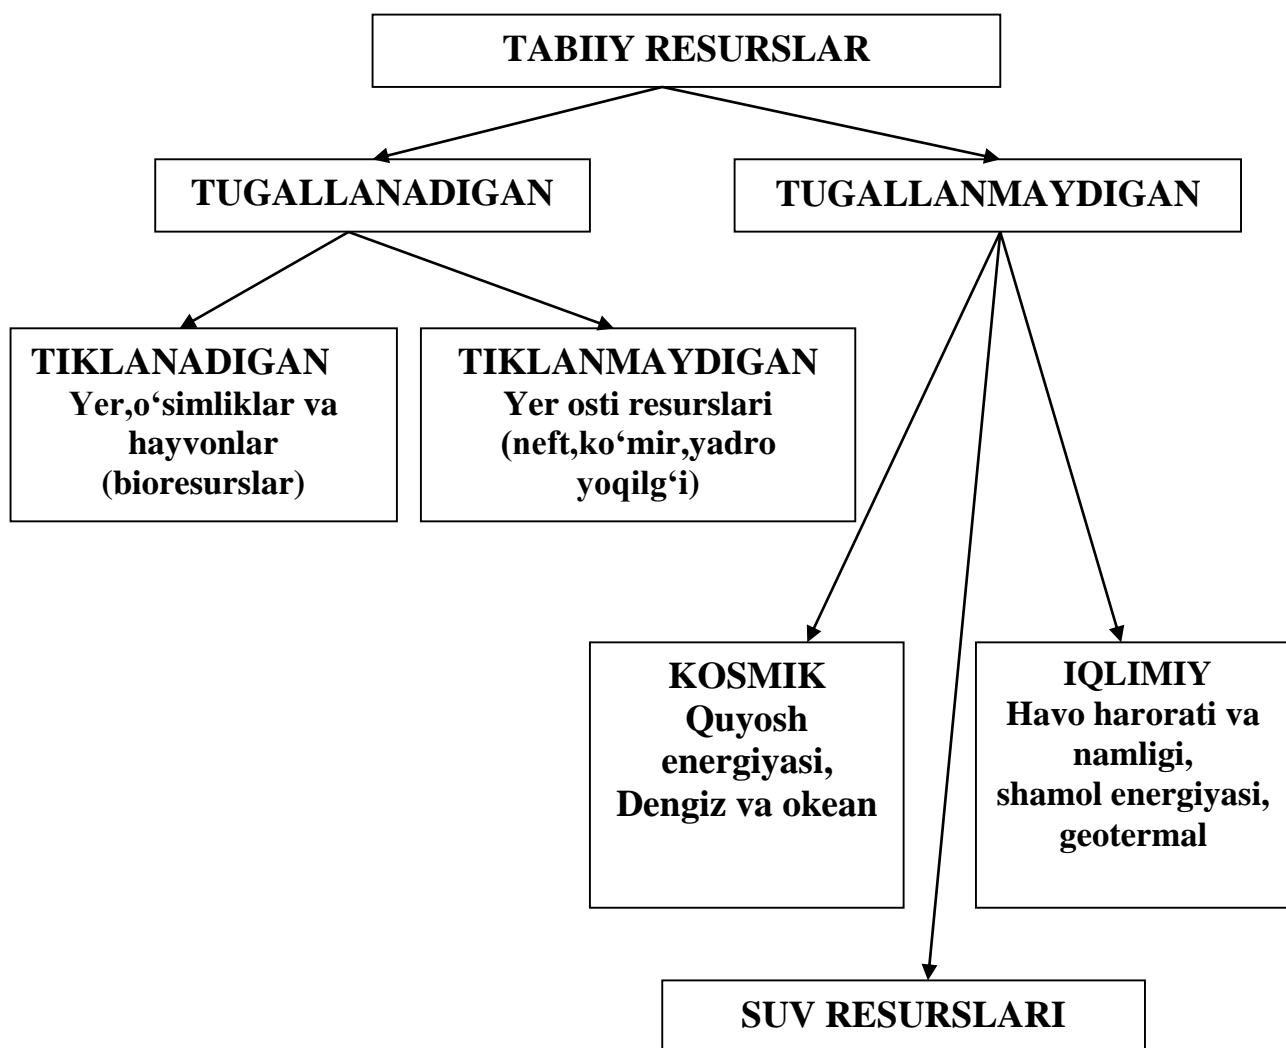 TABIIY RESURSLAR
TUGALLANADIGAN
TUGALLANMAYDIGAN
TIKLANADIGAN
Yer,o‘simliklar va
hayvonlar
(bioresurslar)
TIKLANMAYDIGAN
Yer osti resurslari
(neft,ko‘mir,yadro
yoqilg‘i)
KOSMIK
Quyosh
energiyasi,
Dengiz va okean
IQLIMIY
Havo harorati va
namligi,
shamol energiyasi,
geotermal
SUV RESURSLARI